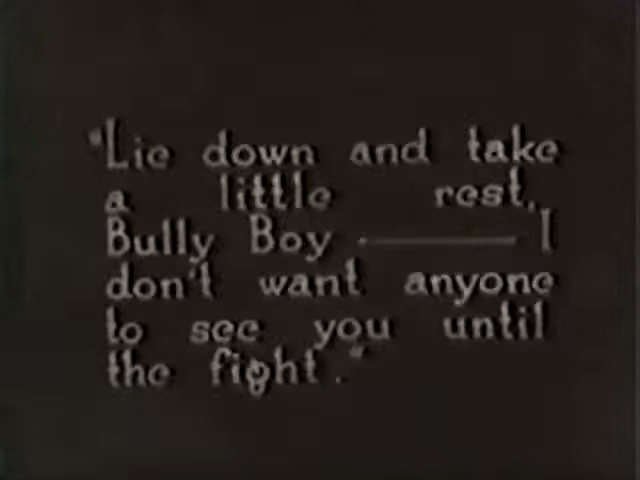 "Lie down and take
a little rest,
Bully Boy ——— I
don't want anyone
to see you until
the fight."